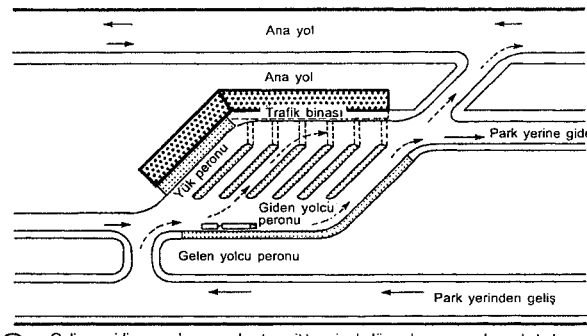 Ana yol
Ana yol
Trafik binası
Yük peronu
Park yerine gide
Giden yolcu
peronu
Gelen yolcu peronu
Park yerinden geliş